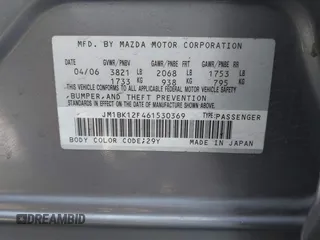 MFD. BY MAZDA MOTOR CORPORATION
GVWR/PNBV GAWR/PNBE FR/AV GAWR/PNBE RR/AR
04/06 3821 LB 2068 LB 1753 LB
1733 KG 938 KG 795 KG
THIS VEHICLE CONFORMS TO ALL APPLICABLE FEDERAL MOTOR VEHICLE SAFETY
BUMPER, AND THEFT PREVENTION
STANDARDS IN EFFECT ON THE DATE OF MANUFACTURE SHOWN ABOVE.
JM1BK12F461530369 TYPE:PASSENGER
BODY COLOR CODE:29Y MADE IN JAPAN
DREAMBID